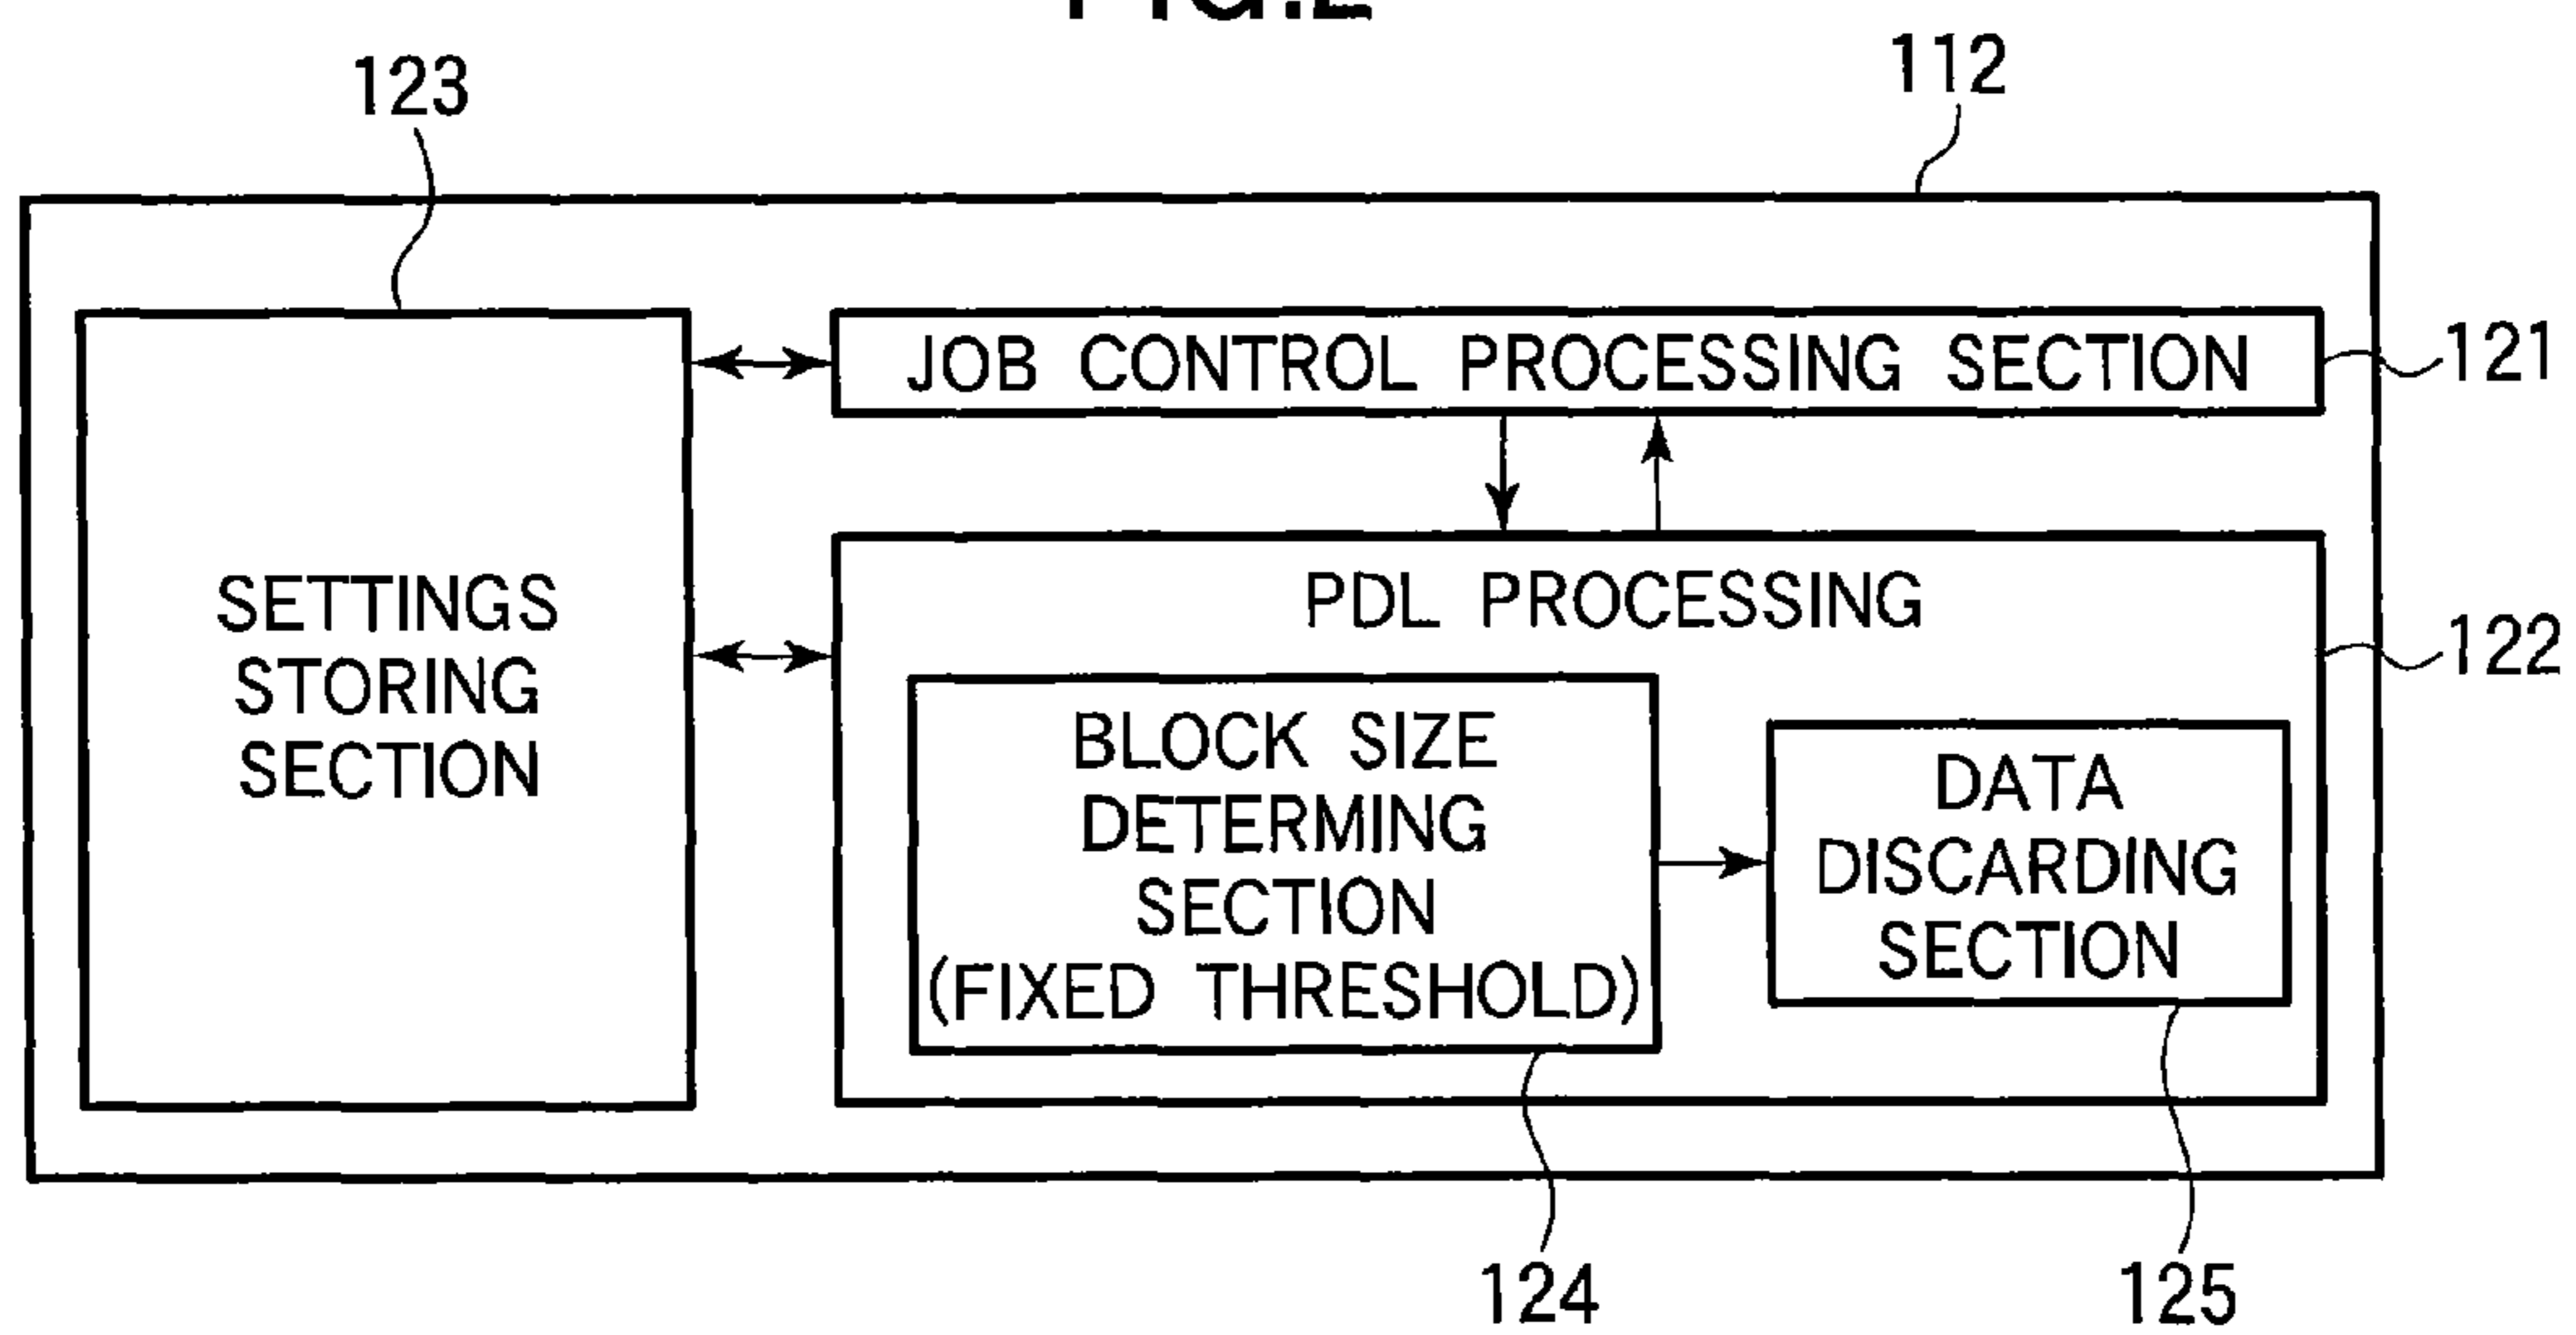 123
112
JOB CONTROL PROCESSING SECTION
121
SETTINGS
STORING
SECTION
PDL PROCESSING
122
BLOCK SIZE
DETERMING
SECTION
(FIXED THRESHOLD)
DATA
DISCARDING
SECTION
124
125